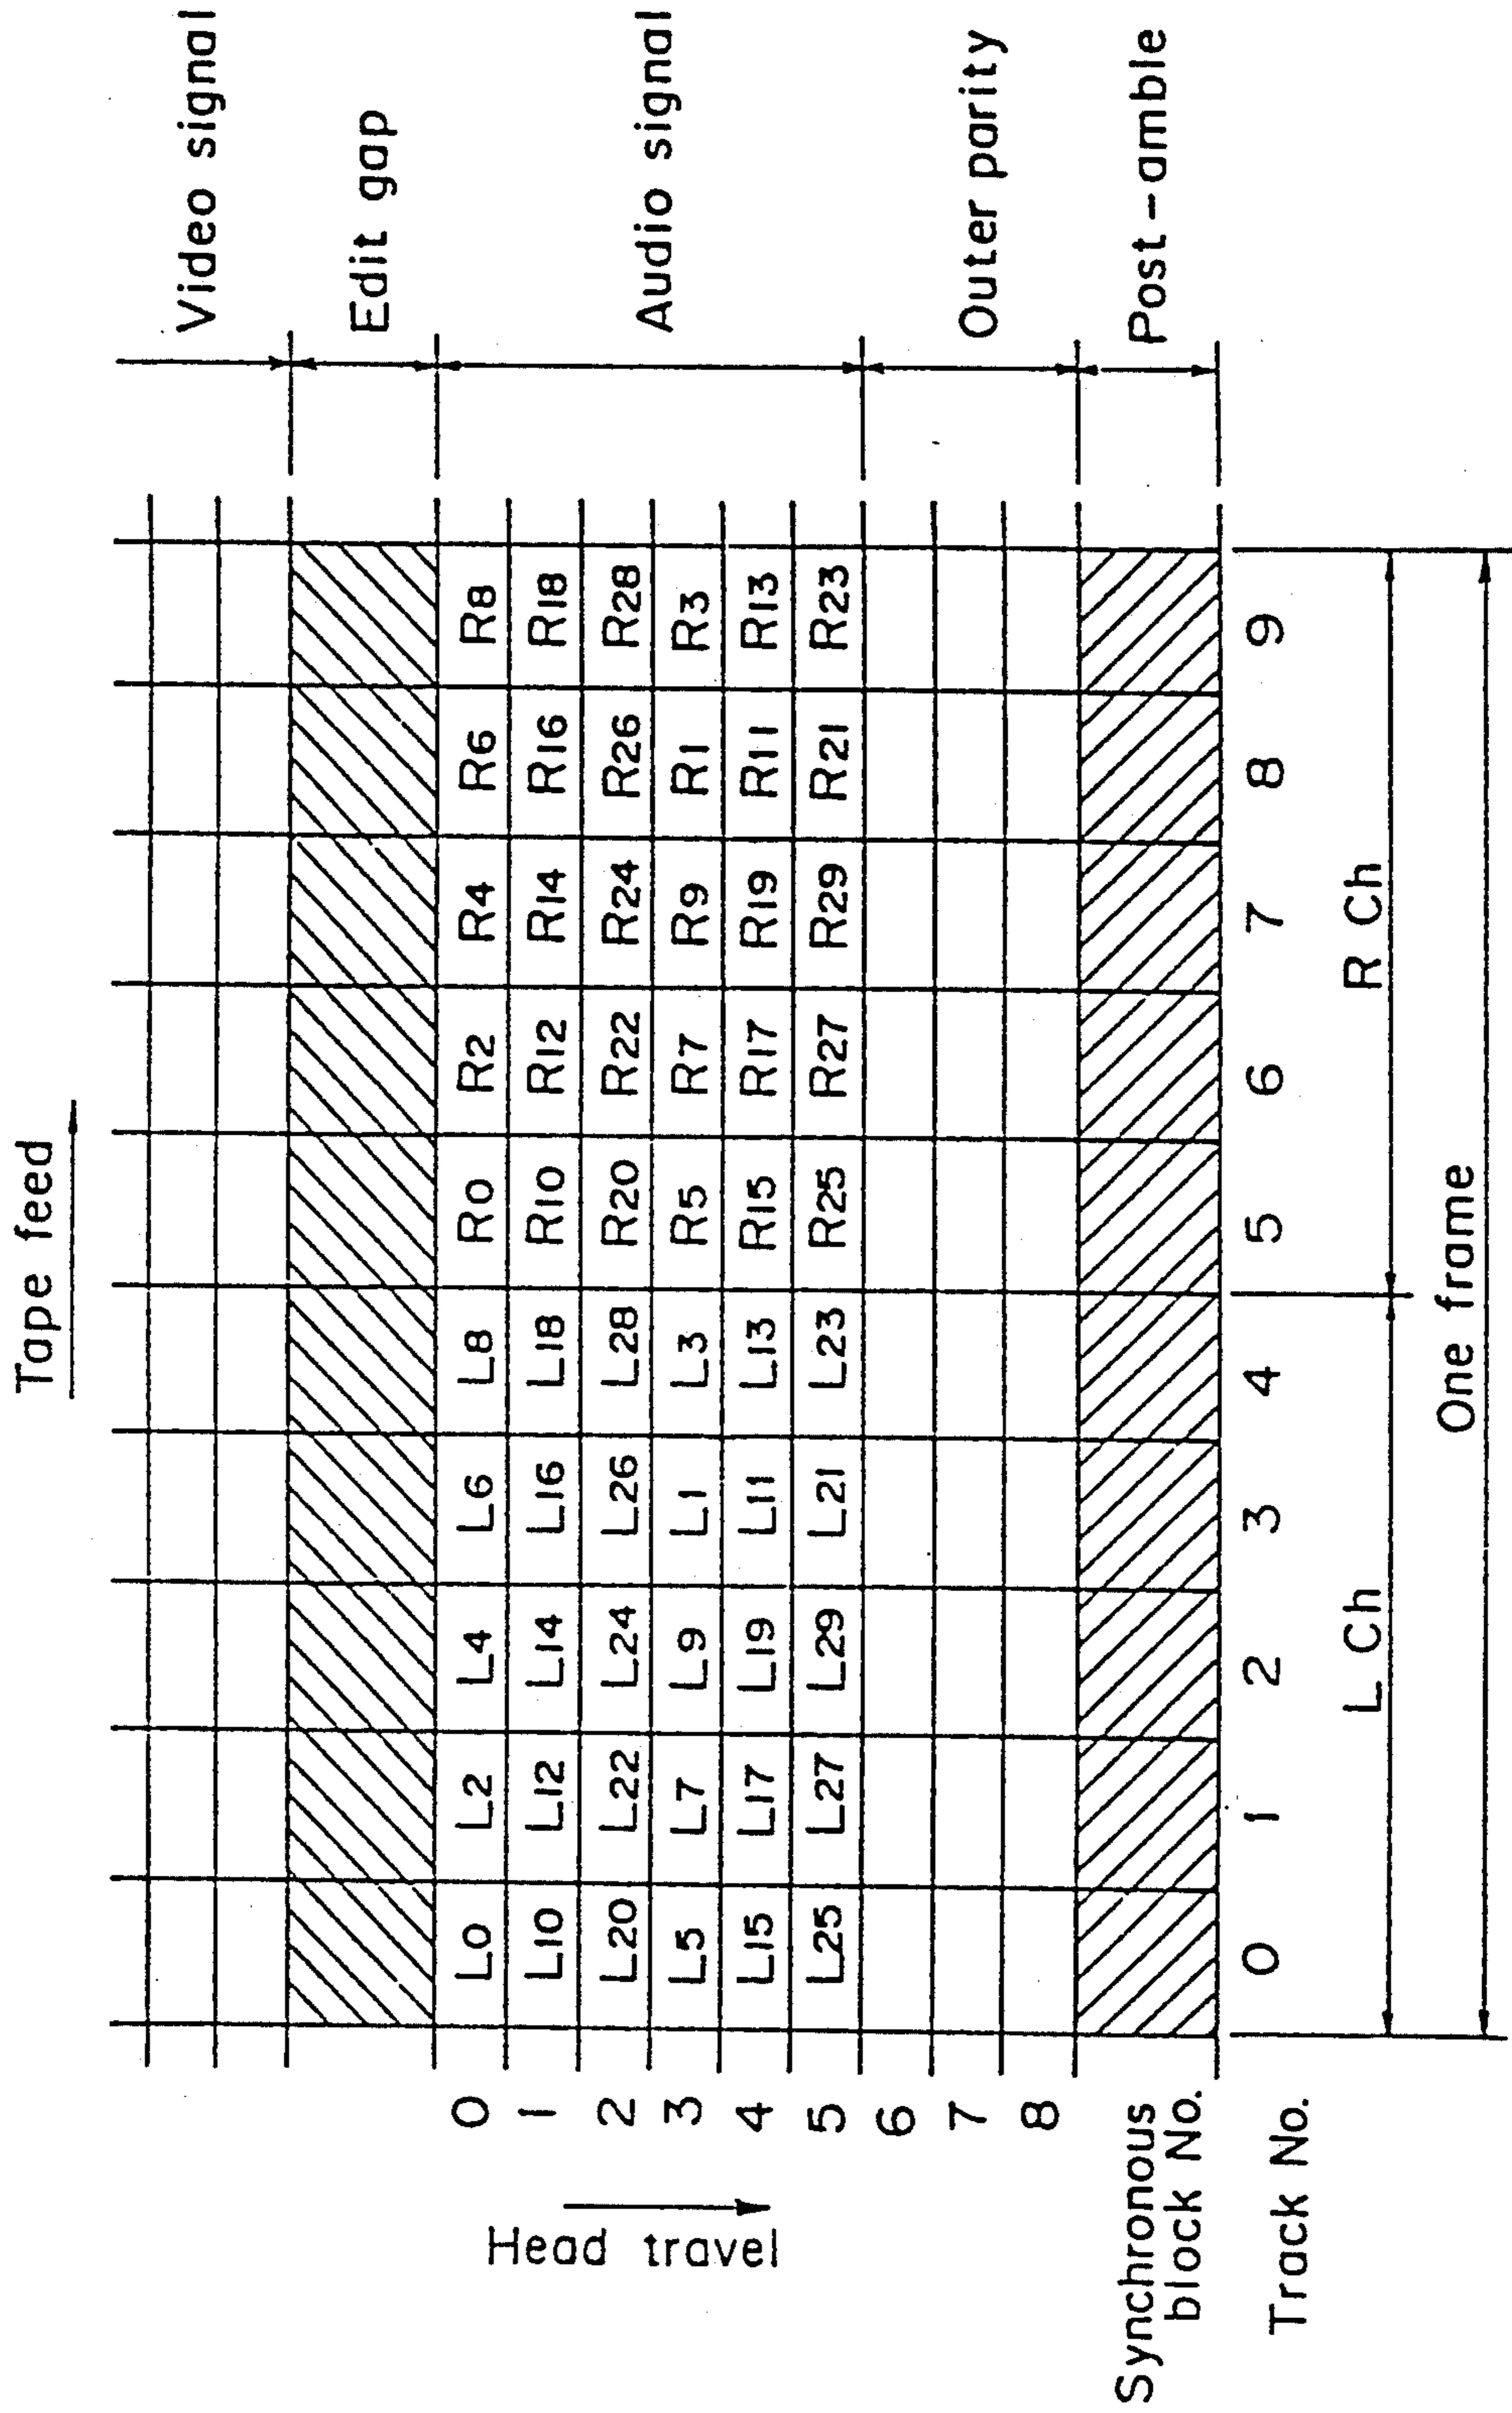 Tape feed
Video signal
Edit gap
Audio signal
Outer parity
Post-amble
0 L0 L2 L4 L6 L8 R0 R2 R4 R6 R8
1 L10 L12 L14 L16 L18 R10 R12 R14 R16 R18
2 L20 L22 L24 L26 L28 R20 R22 R24 R26 R28
3 L5 L7 L9 L1 L3 R5 R7 R9 R1 R3
4 L15 L17 L19 L11 L13 R15 R17 R19 R11 R13
5 L25 L27 L29 L21 L23 R25 R27 R29 R21 R23
6
7
8
Head travel
Synchronous
block No.
Track No. 0 1 2 3 4 5 6 7 8 9
L Ch R Ch
One frame